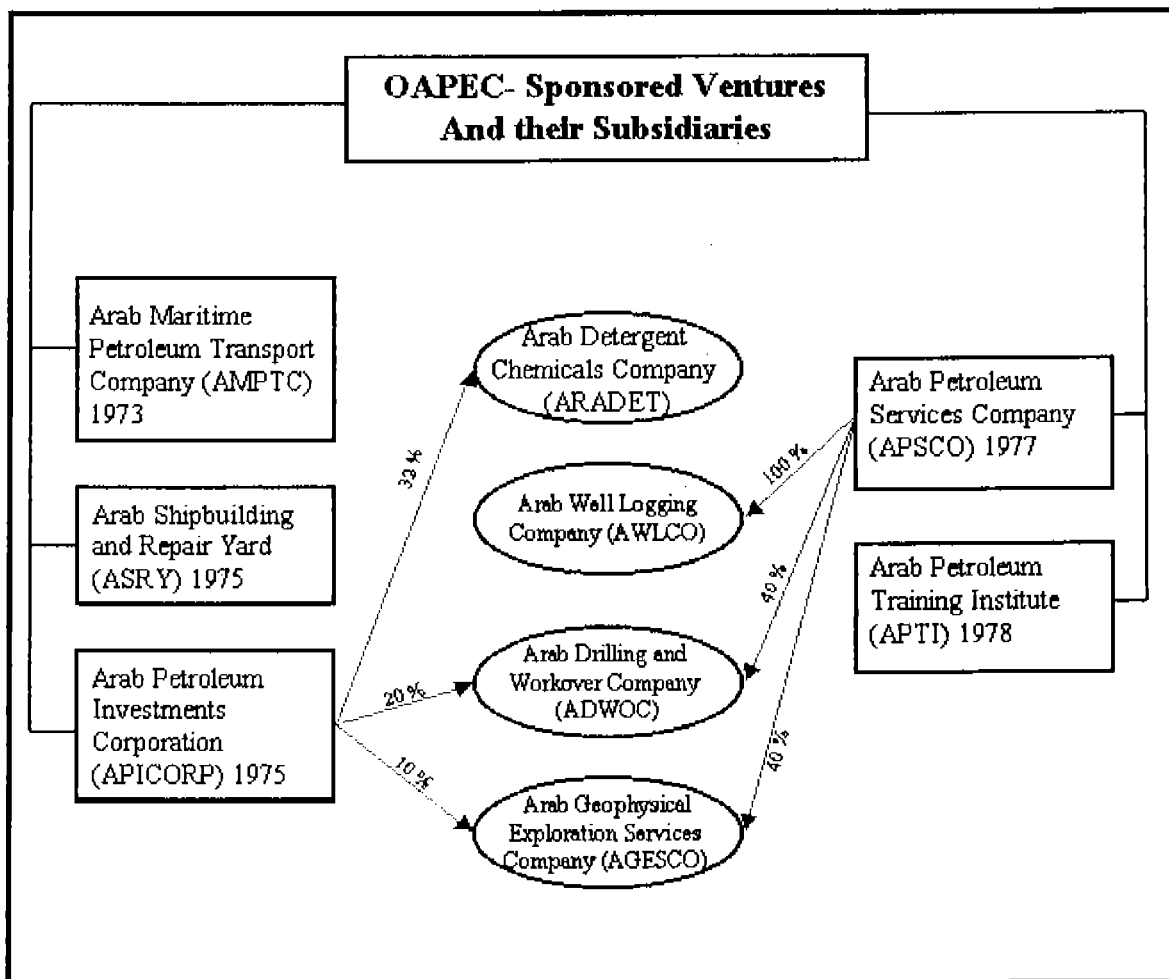 OAPEC- Sponsored Ventures
And their Subsidiaries
Arab Maritime
Petroleum Transport
Company (AMPTC)
1973
Arab Shipbuilding
and Repair Yard
(ASRY) 1975
Arab Petroleum
Investments
Corporation
(APICORP) 1975
Arab Detergent
Chemicals Company
(ARADET)
Arab Well Logging
Company (AWLCO)
Arab Drilling and
Workover Company
(ADWOC)
Arab Geophysical
Exploration Services
Company (AGESCO)
Arab Petroleum
Services Company
(APSCO) 1977
Arab Petroleum
Training Institute
(APTI) 1978
32 %
20 %
10 %
100 %
40 %
40 %